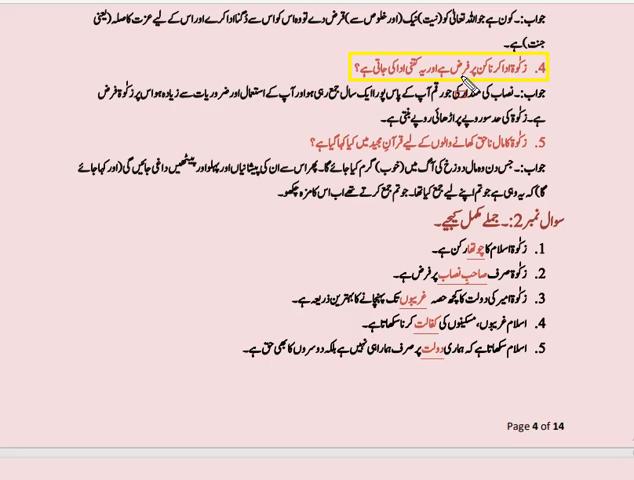 جواب:۔ کون ہے جو اللہ تعالیٰ کو (نیت) نیک (اور خلوص سے) قرض دے تو وہ اس کو اس سے دُگنا ادا کرے اور اس کے لیے عزت کا صلہ (یعنی
جنت) ہے۔
4. زکوٰۃ ادا کرنا کن پر فرض ہے اور یہ کتنی ادا کی جاتی ہے؟
جواب:۔ نصاب کی مقدار کی جو رقم آپ کے پاس پورا ایک سال جمع رہی ہو اور آپ کے استعمال اور ضروریات سے زیادہ ہو اس پر زکوٰۃ فرض
ہے۔ زکوٰۃ کی حد سو روپے پر اڑھائی روپے بنتی ہے۔
5. زکوٰۃ کا مال ناحق کھانے والوں کے لیے قرآنِ مجید میں کیا کہا گیا ہے؟
جواب:۔ جس دن وہ مال دوزخ کی آگ میں (خوب) گرم کیا جائے گا۔ پھر اس سے ان کی پیشانیاں اور پہلو اور پیٹھیں داغی جائیں گی (اور کہا جائے
گا) کہ یہ وہی ہے جو تم اپنے لیے جمع کیا تھا۔ جو تم جمع کرتے تھے اب اس کا مزہ چکھو۔
سوال نمبر 2:۔ جملے مکمل کیجیے۔
1. زکوٰۃ اسلام کا چوتھا رکن ہے۔
2. زکوٰۃ صرف صاحبِ نصاب پر فرض ہے۔
3. زکوٰۃ امیر کی دولت کا کچھ حصہ غریبوں تک پہنچانے کا بہترین ذریعہ ہے۔
4. اسلام غریبوں، مسکینوں کی کفالت کرنا سکھاتا ہے۔
5. اسلام سکھاتا ہے کہ ہماری دولت پر صرف ہمارا ہی نہیں ہے بلکہ دوسروں کا بھی حق ہے۔
Page 4 of 14